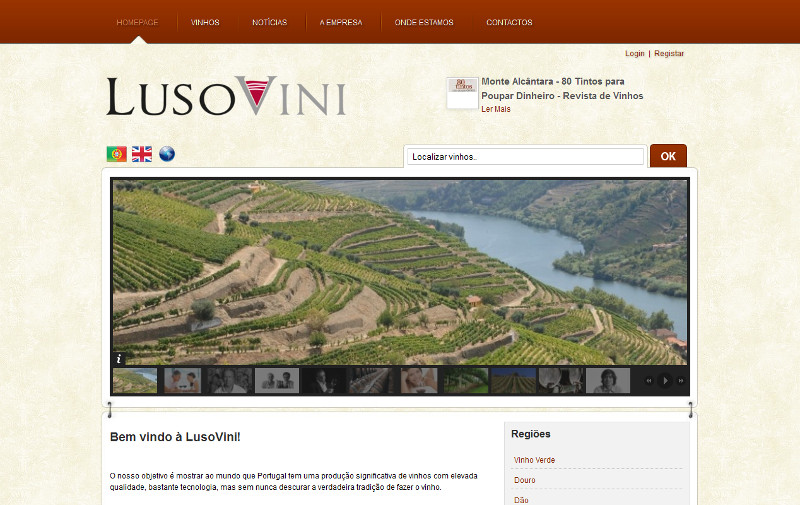 HOMEPAGE VINHOS NOTÍCIAS A EMPRESA ONDE ESTAMOS CONTACTOS
Login | Registar
LUSOVINI
80
tintos
Monte Alcântara - 80 Tintos para
Poupar Dinheiro - Revista de Vinhos
Ler Mais
Localizar vinhos..
OK
i
Bem vindo à LusoVini!
O nosso objetivo é mostrar ao mundo que Portugal tem uma produção significativa de vinhos com elevada
qualidade, bastante tecnologia, mas sem nunca descurar a verdadeira tradição de fazer o vinho.
Regiões
Vinho Verde
Douro
Dão